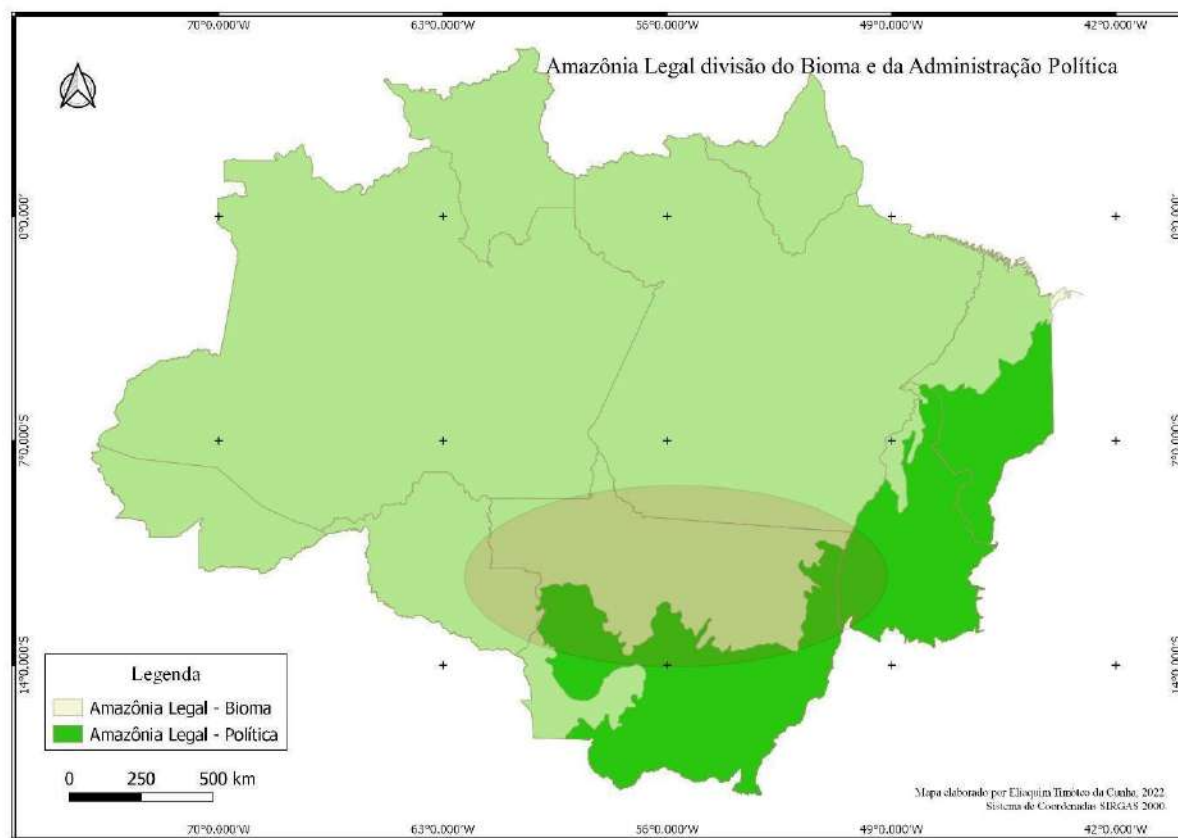 70°0.000'W 63°0.000'W 56°0.000'W 49°0.000'W 42°0.000'W
Amazônia Legal divisão do Bioma e da Administração Política
0°0.000' 0°0.000'
7°0.000'S 7°0.000'S
14°0.000'S 14°0.000'S
Legenda
Amazônia Legal - Bioma
Amazônia Legal - Política
0 250 500 km
Mapa elaborado por Elieaquim Timóteo da Cunha, 2022
Sistema de Coordenadas SIRGAS 2000
70°0.000'W 63°0.000'W 56°0.000'W 49°0.000'W 42°0.000'W